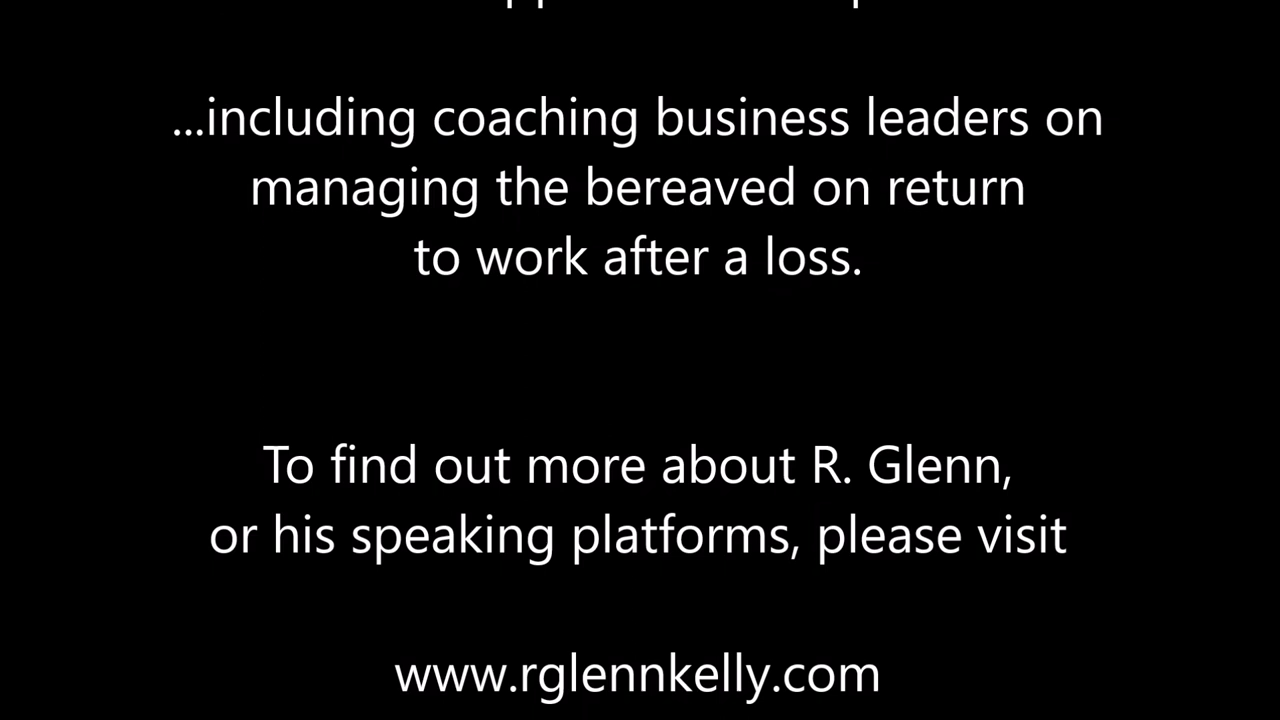 ...including coaching business leaders on
managing the bereaved on return
to work after a loss.
To find out more about R. Glenn,
or his speaking platforms, please visit
www.rglennkelly.com